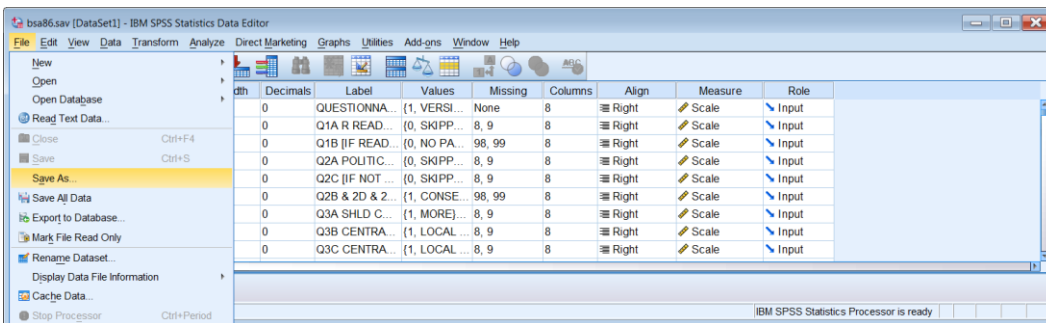 bsa86.sav [DataSet1] - IBM SPSS Statistics Data Editor
File Edit View Data Transform Analyze Direct Marketing Graphs Utilities Add-ons Window Help
New
Open
Open Database
Read Text Data...
Close Ctrl+F4
Save Ctrl+S
Save As...
Save All Data
Export to Database...
Mark File Read Only
Rename Dataset...
Display Data File Information
Cache Data...
Stop Processor Ctrl+Period
dth Decimals Label Values Missing Columns Align Measure Role
0 QUESTIONNA... {1, VERSI... None 8 Right Scale Input
0 Q1A R READ... {0, SKIPP... 8, 9 8 Right Scale Input
0 Q1B [IF READ... {0, NO PA... 98, 99 8 Right Scale Input
0 Q2A POLITIC... {0, SKIPP... 8, 9 8 Right Scale Input
0 Q2C [IF NOT ... {0, SKIPP... 8, 9 8 Right Scale Input
0 Q2B & 2D & 2... {1, CONSE... 98, 99 8 Right Scale Input
0 Q3A SHLD C... {1, MORE}... 8, 9 8 Right Scale Input
0 Q3B CENTRA... {1, LOCAL ... 8, 9 8 Right Scale Input
0 Q3C CENTRA... {1, LOCAL ... 8, 9 8 Right Scale Input
IBM SPSS Statistics Processor is ready